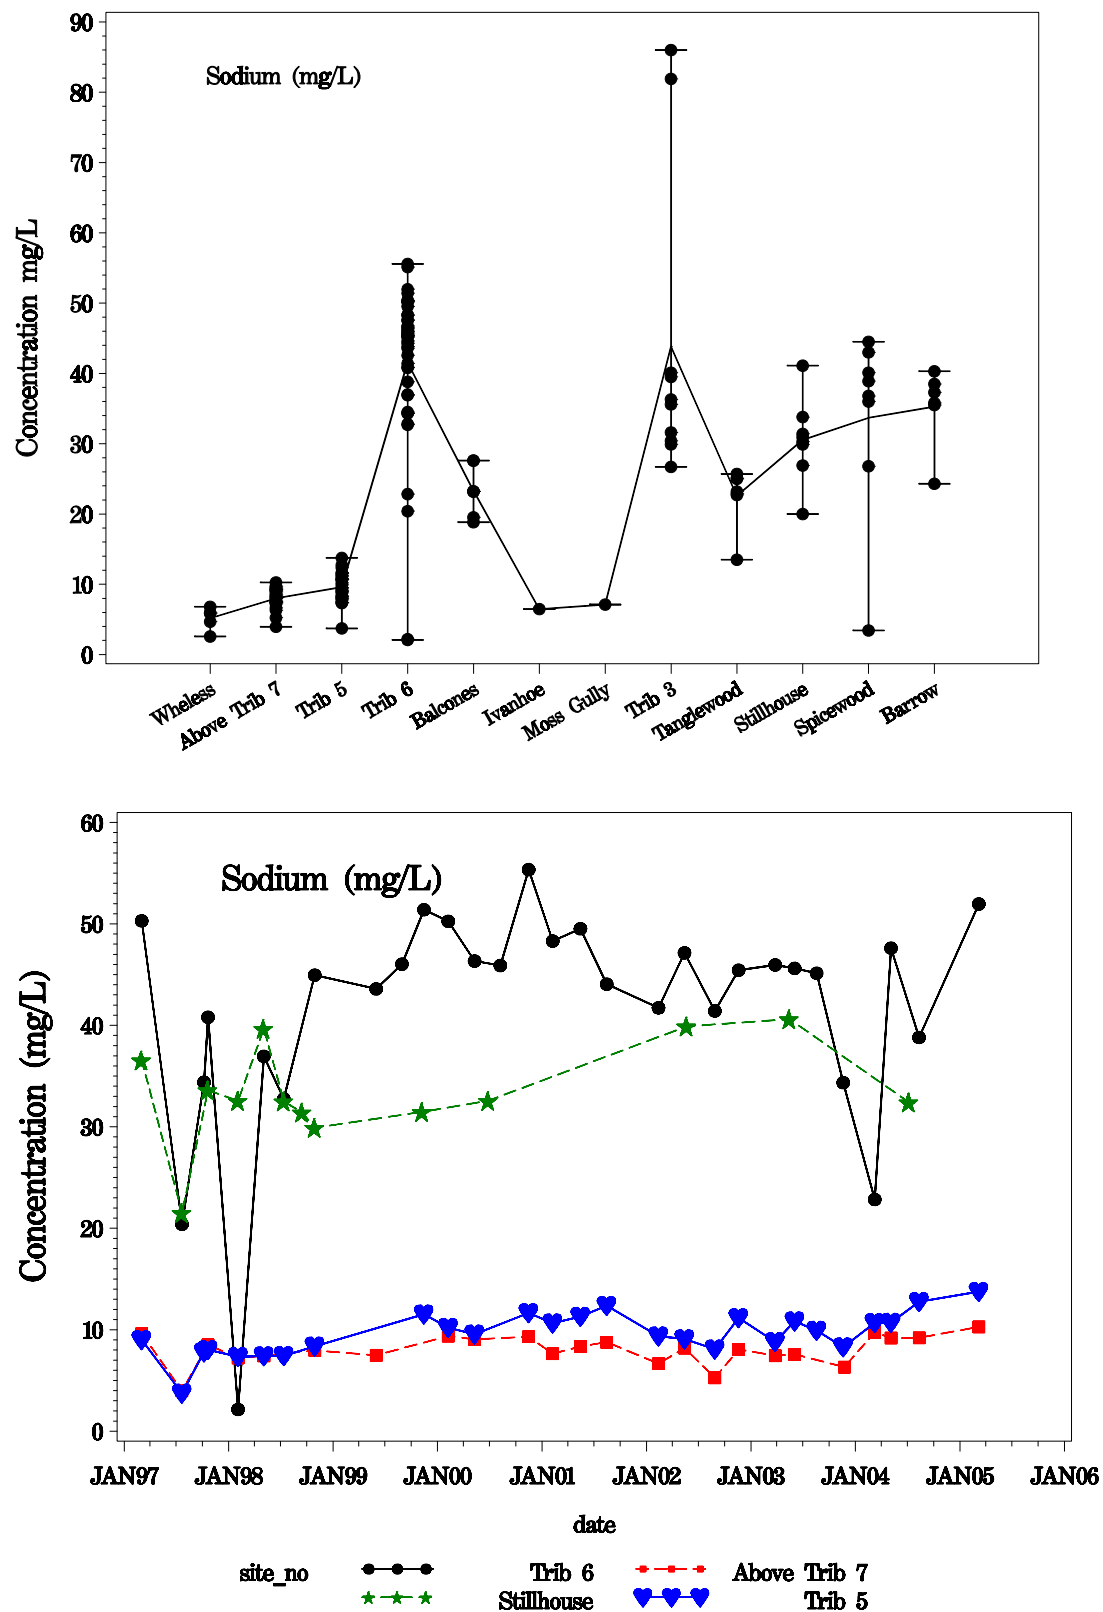 90
Sodium (mg/L)
80
70
60
50
40
30
20
10
0
Concentration mg/L
Wheless
Above Trib 7
Trib 5
Trib 6
Balcones
Ivanhoe
Moss Gully
Trib 3
Tanglewood
Stillhouse
Spicewood
Barrow
60
Sodium (mg/L)
50
40
30
20
10
0
Concentration (mg/L)
JAN97 JAN98 JAN99 JAN00 JAN01 JAN02 JAN03 JAN04 JAN05 JAN06
date
site_no Trib 6 Above Trib 7
Stillhouse Trib 5